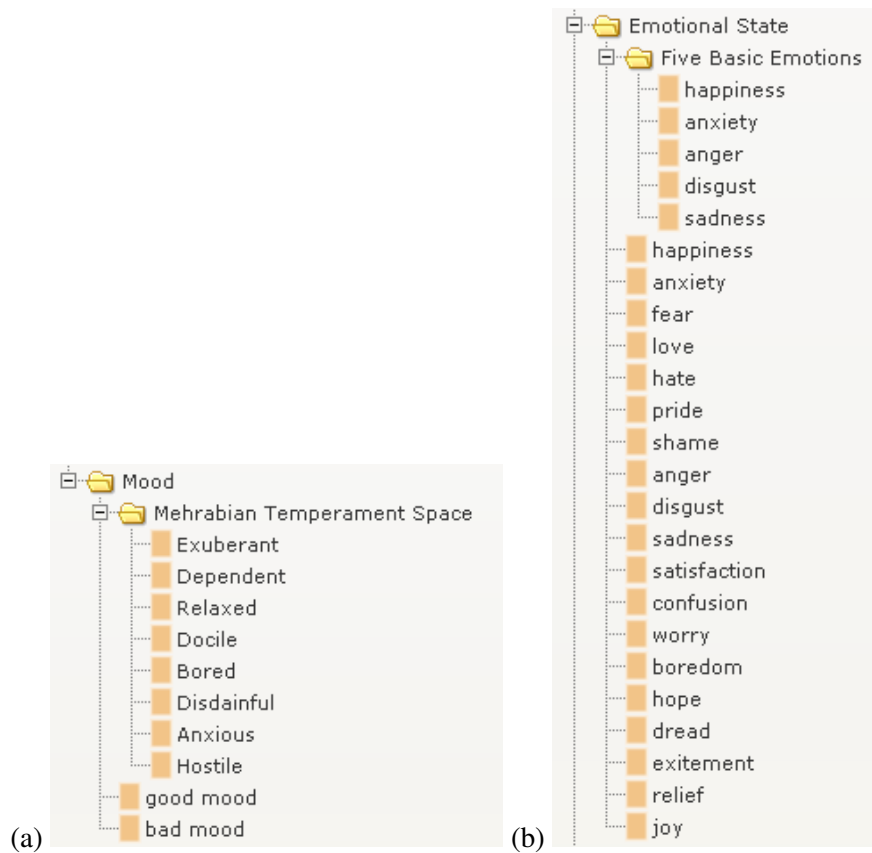 Mood
Mehrabian Temperament Space
Exuberant
Dependent
Relaxed
Docile
Bored
Disdainful
Anxious
Hostile
good mood
bad mood
(a)
Emotional State
Five Basic Emotions
happiness
anxiety
anger
disgust
sadness
happiness
anxiety
fear
love
hate
pride
shame
anger
disgust
sadness
satisfaction
confusion
worry
boredom
hope
dread
exitement
relief
joy
(b)